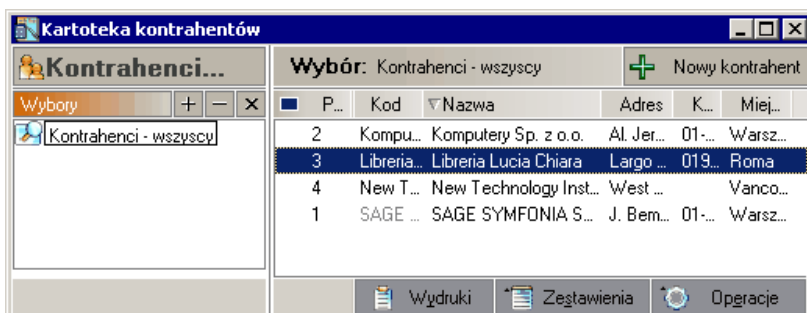 Kartoteka kontrahentów
Kontrahenci...
Wybór: Kontrahenci - wszyscy
Nowy kontrahent
Wybory
Kontrahenci - wszyscy
P... Kod Nazwa Adres K... Miej...
2 Kompu... Komputery Sp. z o.o. Al. Jer... 01-... Warsz...
3 Libreria... Libreria Lucia Chiara Largo ... 019... Roma
4 New T... New Technology Inst... West ... Vanco...
1 SAGE ... SAGE SYMFONIA S... J. Bem... 01-... Warsz...
Wydruki Zestawienia Operacje